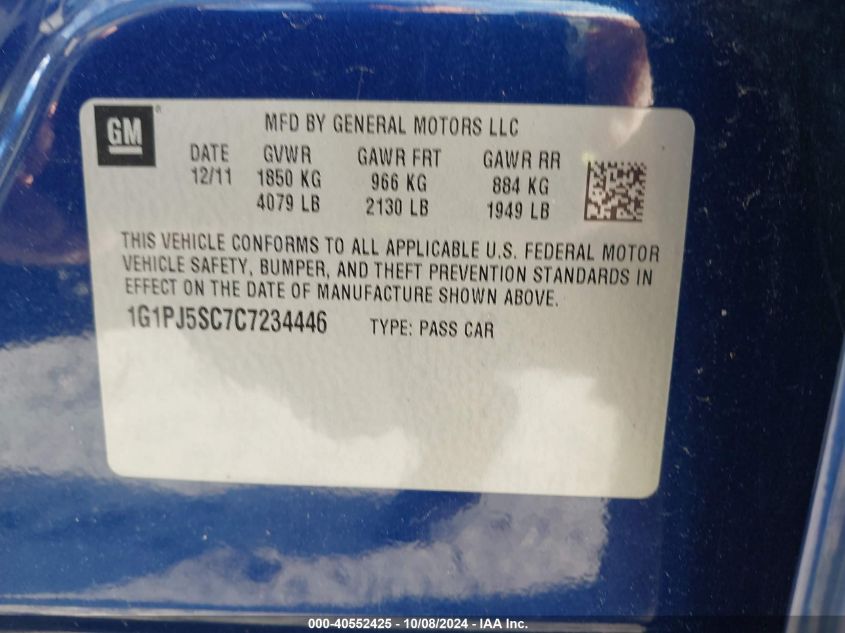 GM®
MFD BY GENERAL MOTORS LLC
DATE GVWR GAWR FRT GAWR RR
12/11 1850 KG 966 KG 884 KG
4079 LB 2130 LB 1949 LB
THIS VEHICLE CONFORMS TO ALL APPLICABLE U.S. FEDERAL MOTOR
VEHICLE SAFETY, BUMPER, AND THEFT PREVENTION STANDARDS IN
EFFECT ON THE DATE OF MANUFACTURE SHOWN ABOVE.
1G1PJ5SC7C7234446 TYPE: PASS CAR
000-40552425 - 10/08/2024 - IAA Inc.